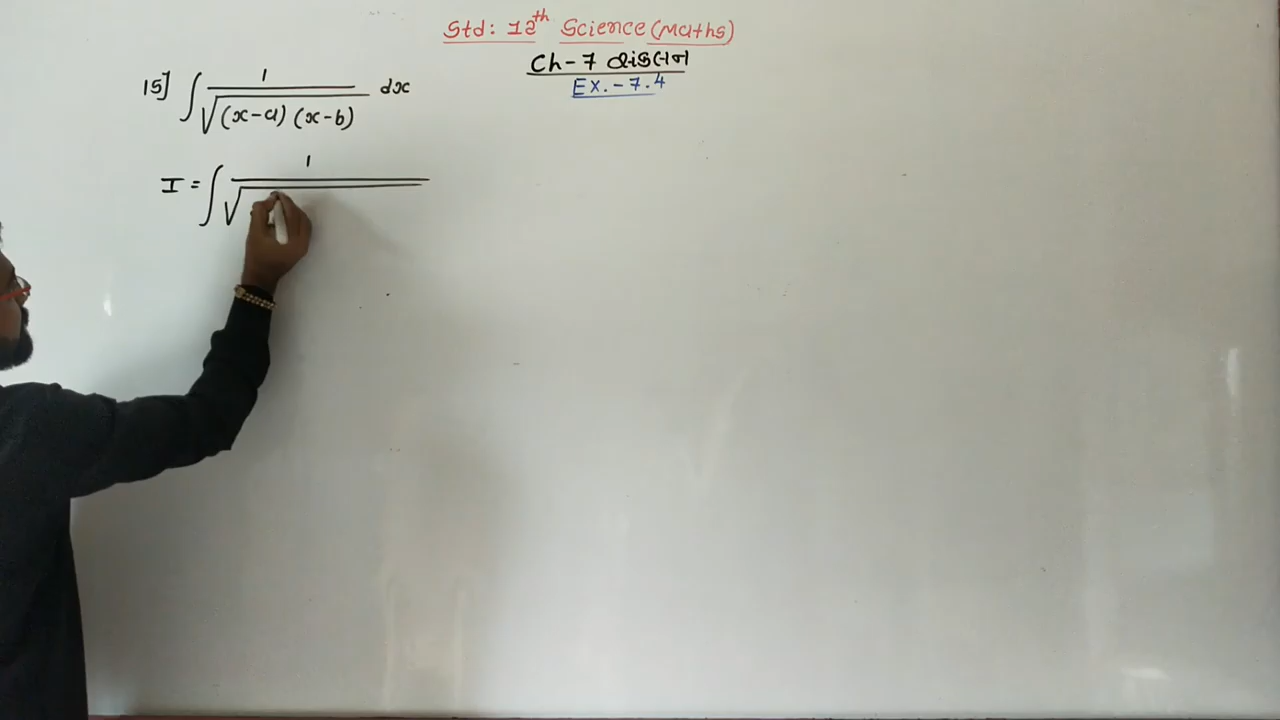 Std: 12th Science (Maths)
Ch-7 વિકલન
Ex. - 7.4
15] ∫ 1/√((x-a) (x-b)) dx
I = ∫ 1/√